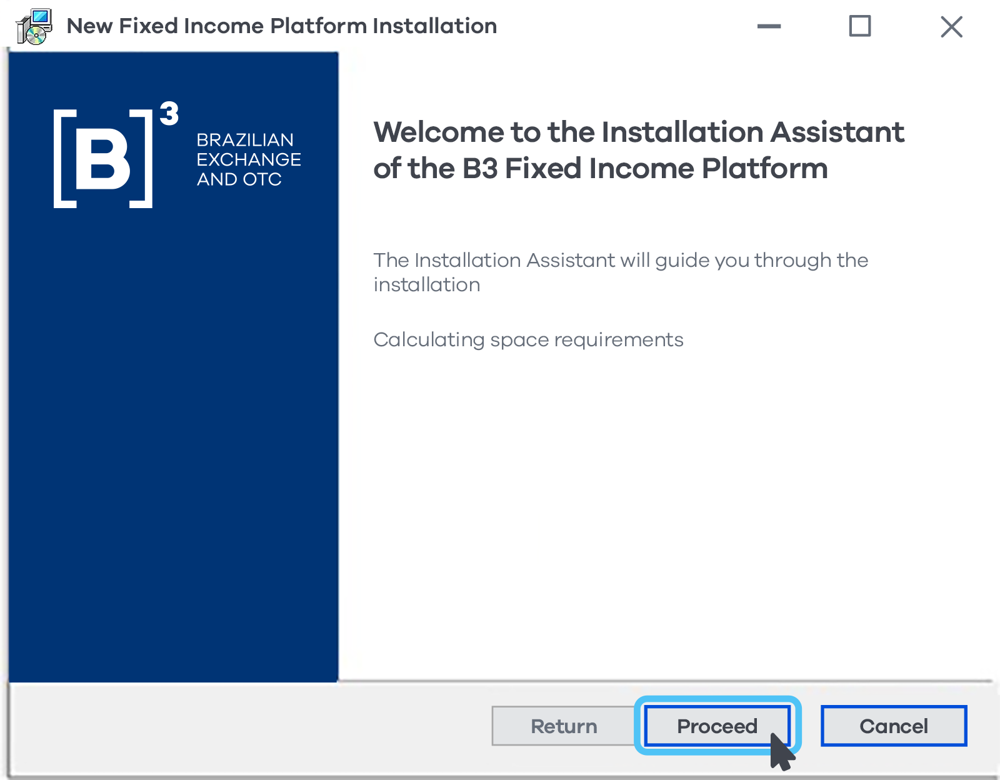 New Fixed Income Platform Installation
[B]³
BRAZILIAN
EXCHANGE
AND OTC
Welcome to the Installation Assistant
of the B3 Fixed Income Platform
The Installation Assistant will guide you through the
installation
Calculating space requirements
Return
Proceed
Cancel